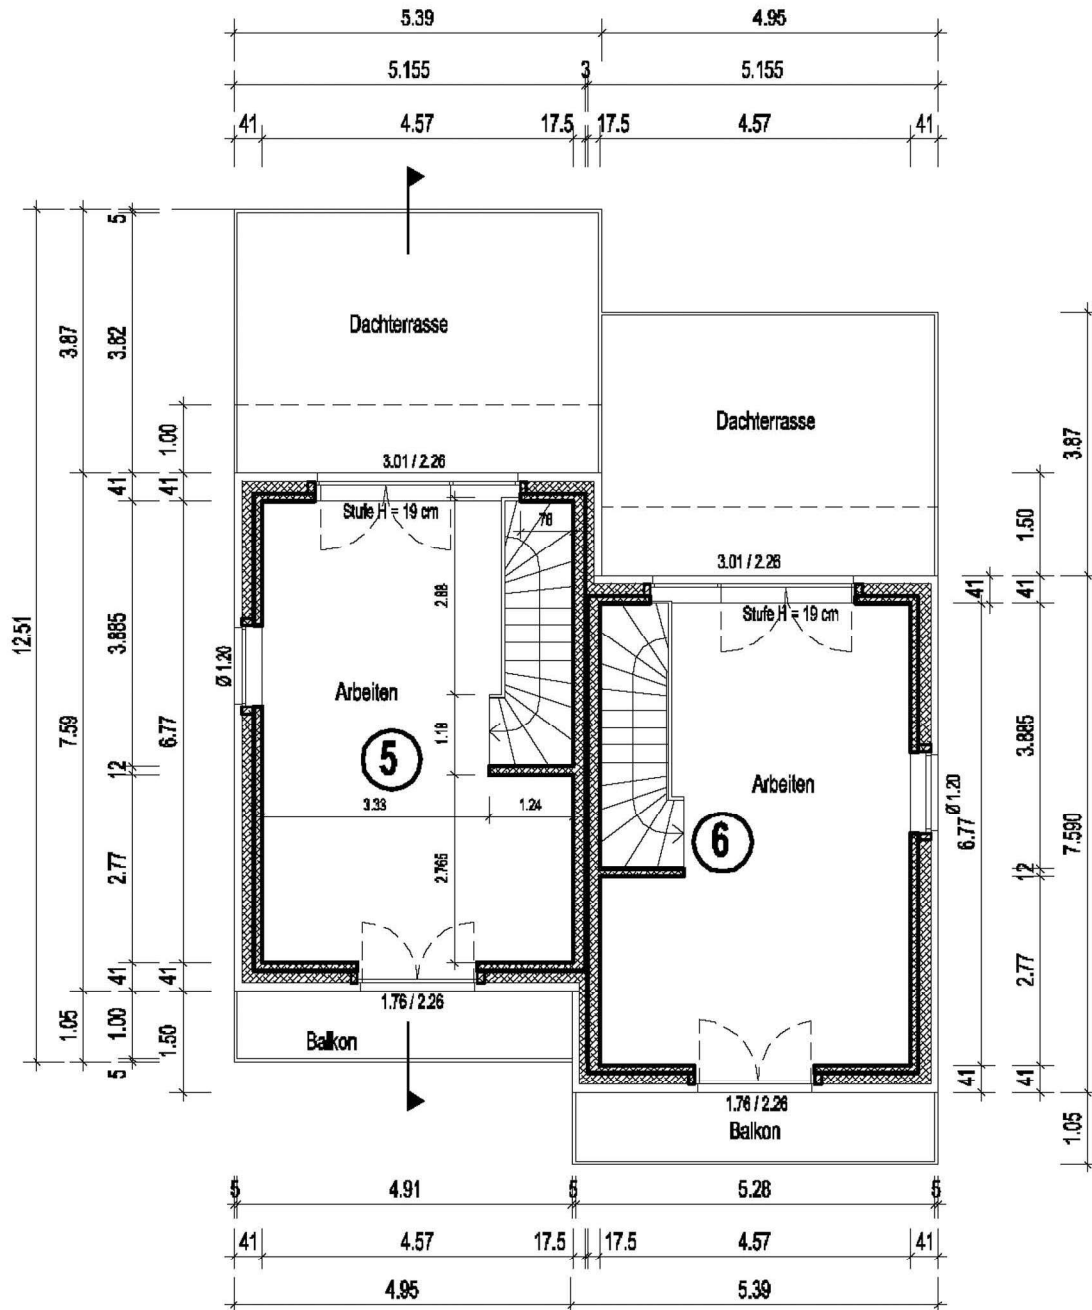 5.39 4.95
5.155 3 5.155
41 4.57 17.5 17.5 4.57 41
5
3.87 3.82 Dachterrasse
Dachterrasse 3.87
1.00
3.01 / 2.26
41 41
Stufe H = 19 cm 76 1.50
3.01 / 2.26
41 41
Stufe H = 19 cm
2.88
12.51 3.885 Ø 1.20
Arbeiten
7.59 6.77 1.18
5 3.885
12 Arbeiten Ø 1.20
3.33 1.24
6 6.77 7.590
2.77 2.765
12
2.77
41 41
1.76 / 2.26
1.05 1.00 1.50 Balkon
5 41 41
1.76 / 2.26
Balkon 1.05
5 4.91 5 5.28 5
41 4.57 17.5 17.5 4.57 41
4.95 5.39